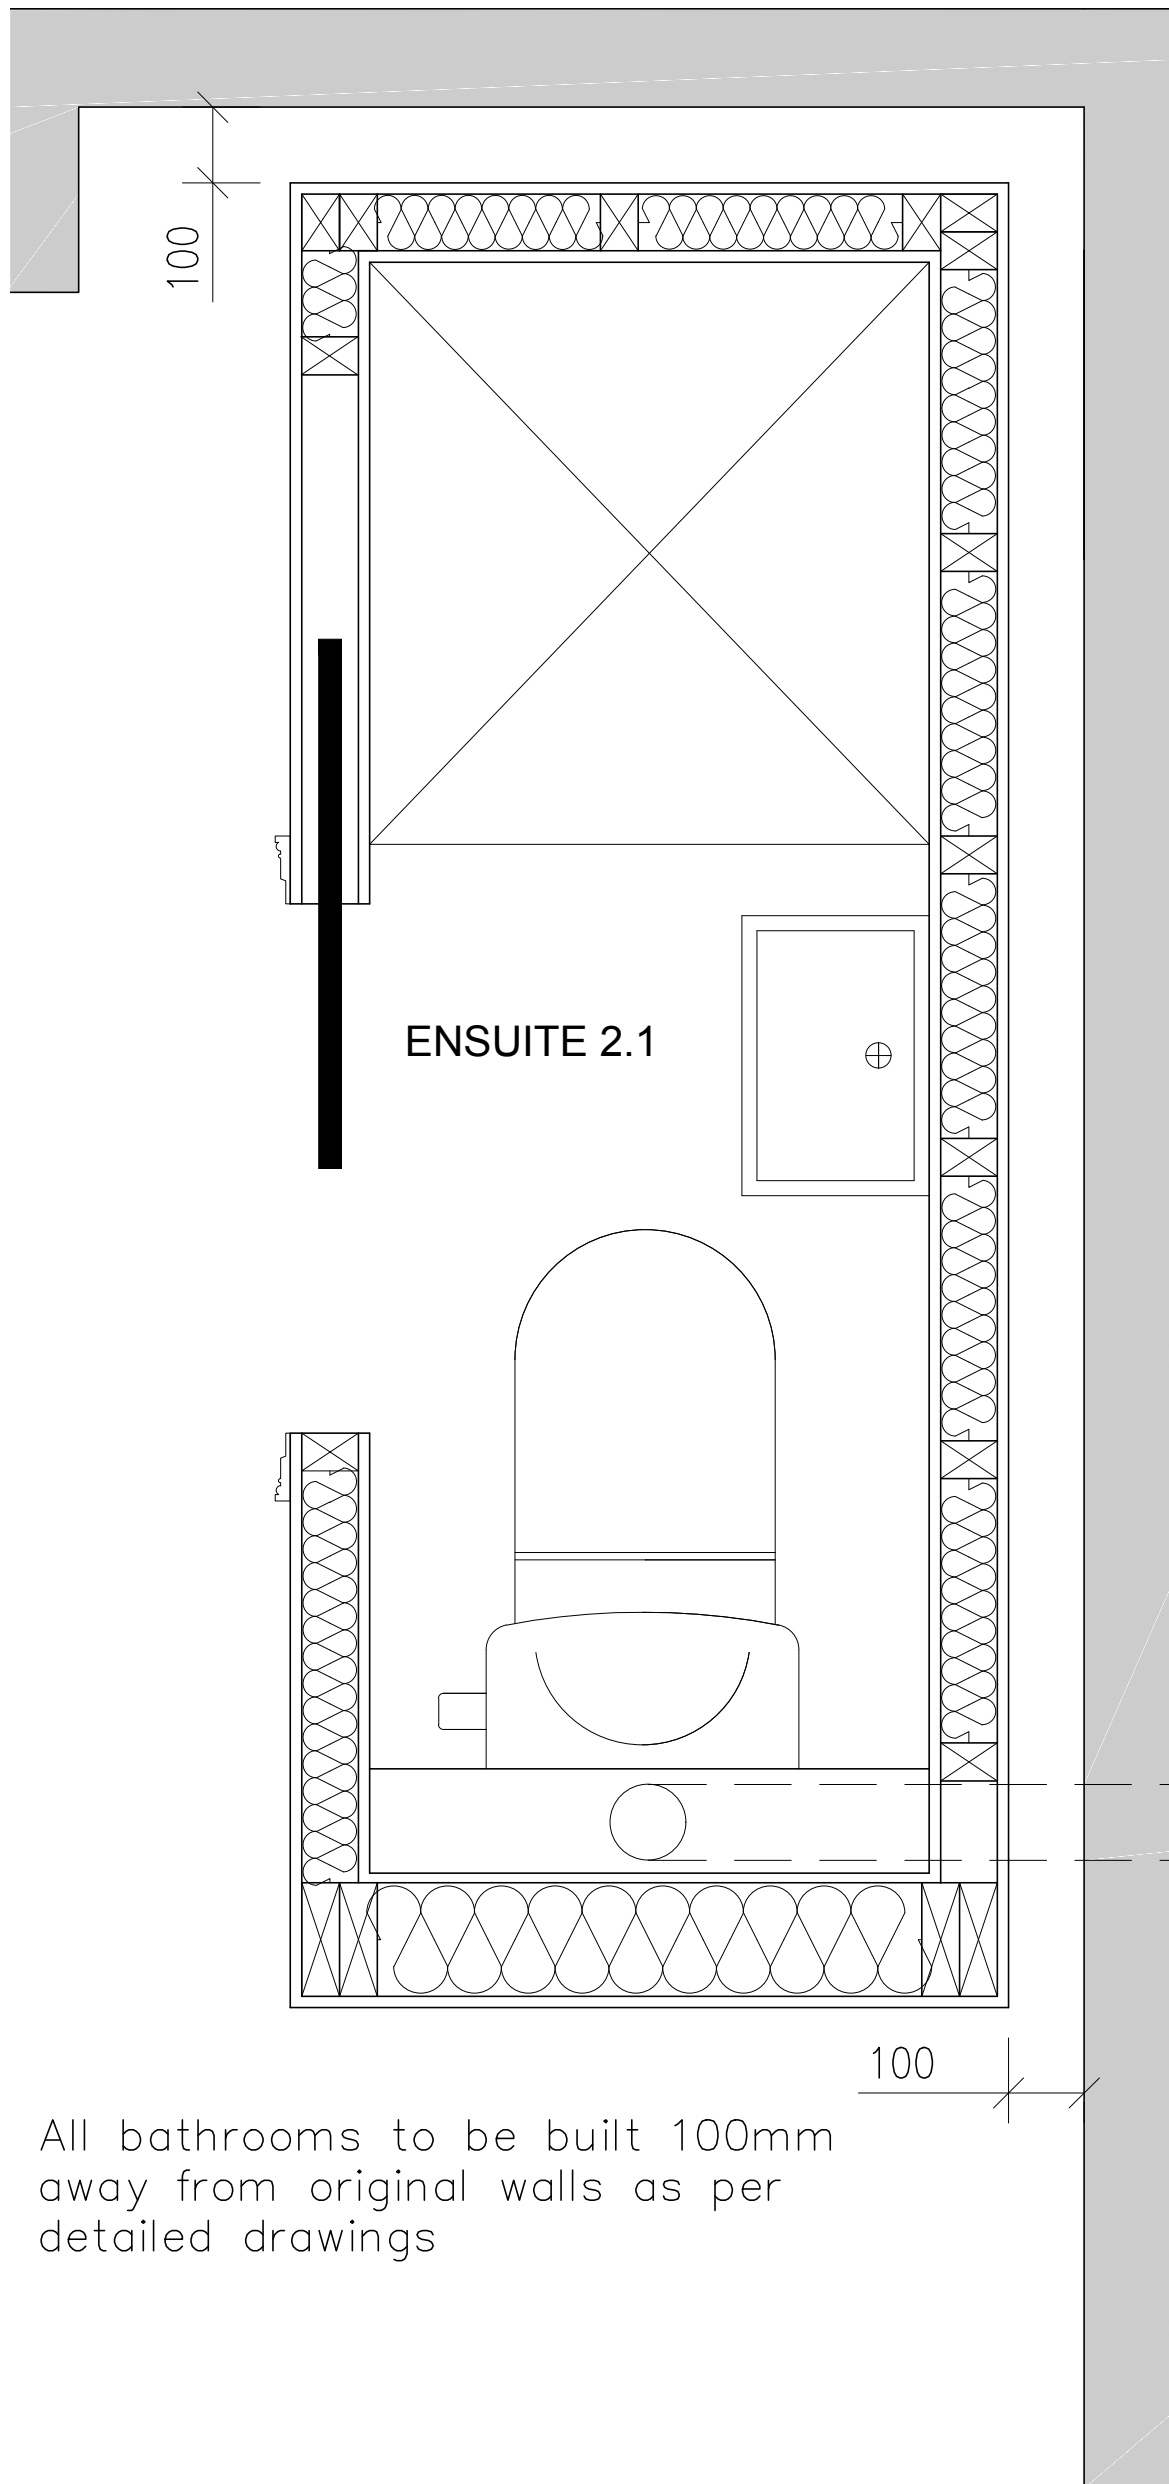 100
ENSUITE 2.1
100
All bathrooms to be built 100mm
away from original walls as per
detailed drawings